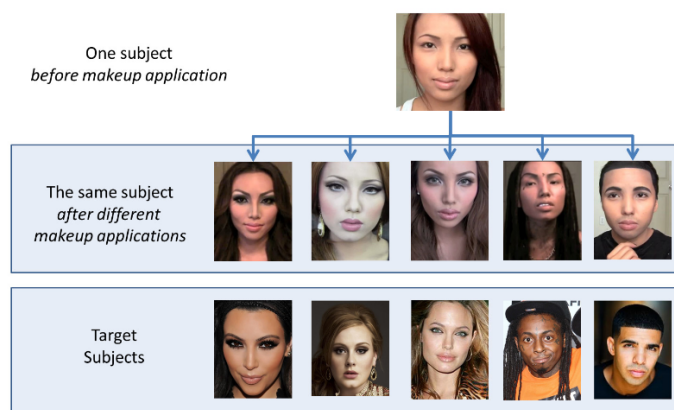 One subject
before makeup application
The same subject
after different
makeup applications
Target
Subjects